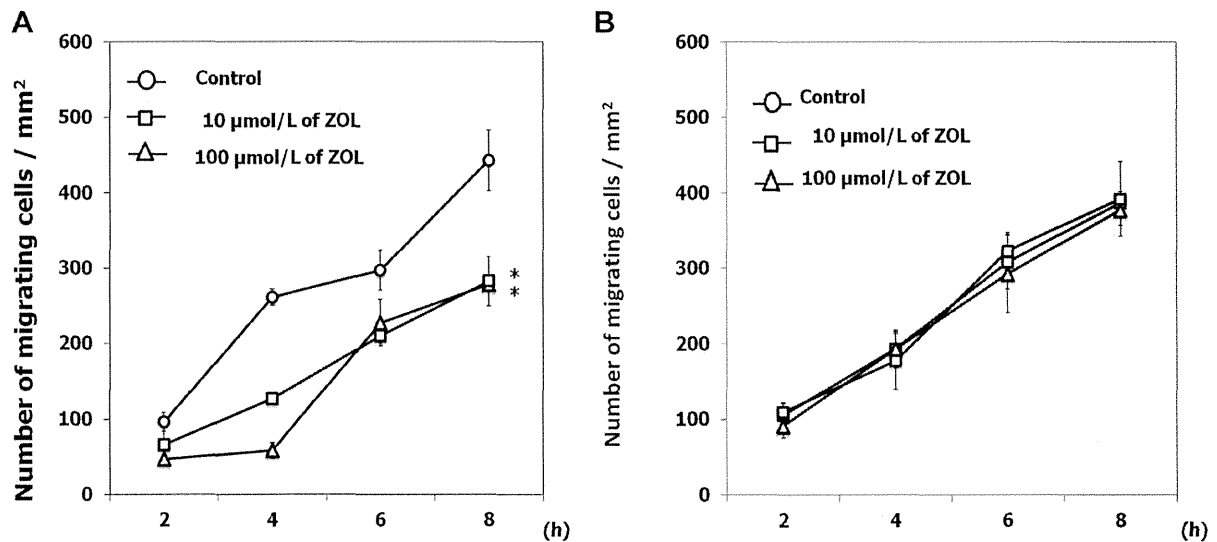 A
Number of migrating cells / mm²
600
500
400
300
200
100
0
2
4
6
8
(h)
Control
10 μmol/L of ZOL
100 μmol/L of ZOL
*
*
B
Number of migrating cells / mm²
600
500
400
300
200
100
0
2
4
6
8
(h)
Control
10 μmol/L of ZOL
100 μmol/L of ZOL